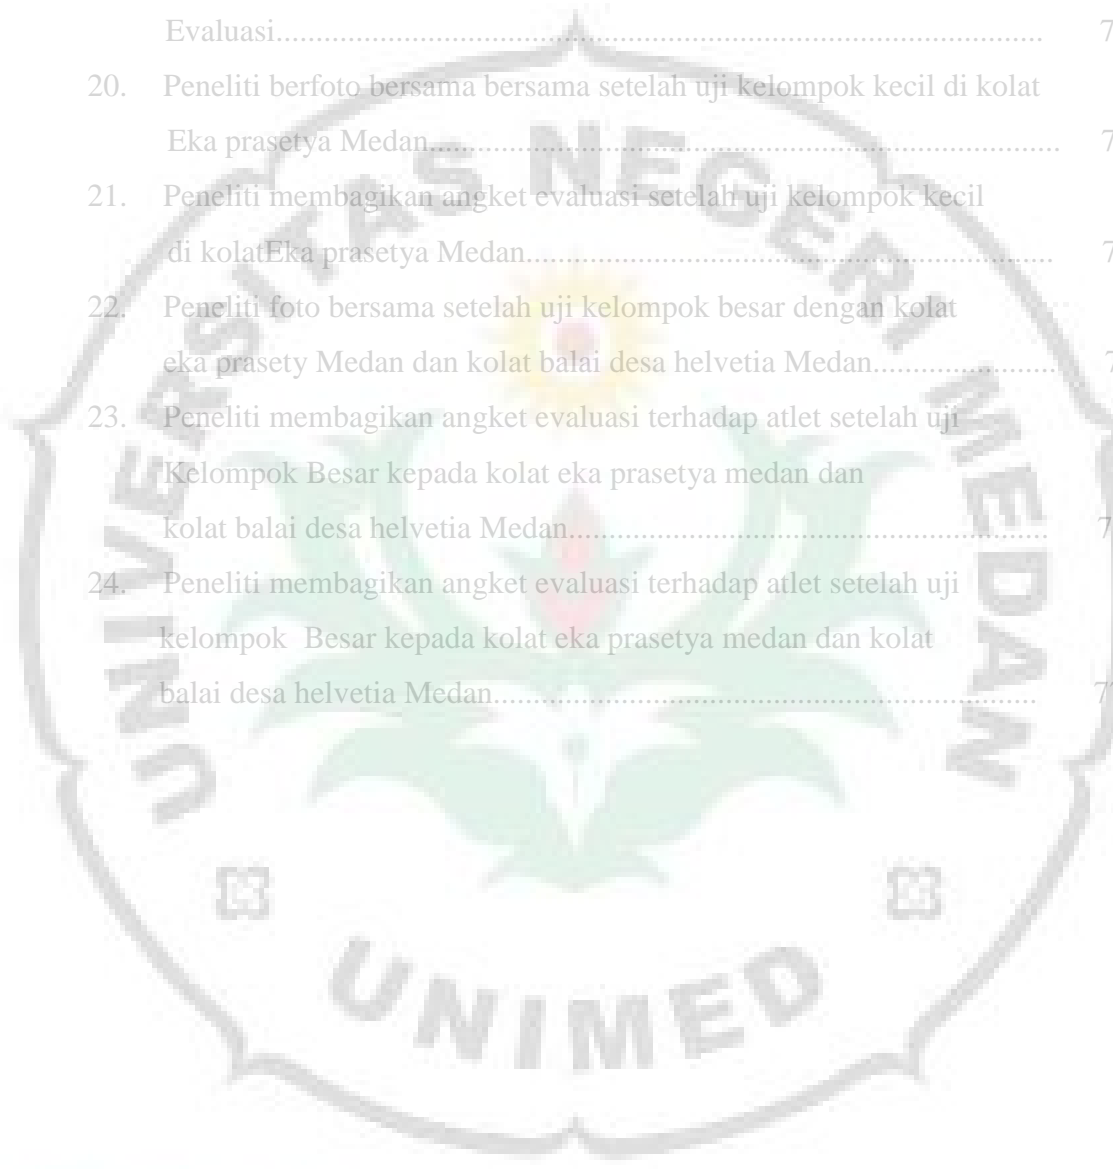 Evaluasi................................................................................................ 7
20. Peneliti berfoto bersama bersama setelah uji kelompok kecil di kolat
Eka prasetya Medan............................................................................... 7
21. Peneliti membagikan angket evaluasi setelah uji kelompok kecil
di kolatEka prasetya Medan.................................................................. 7
22. Peneliti foto bersama setelah uji kelompok besar dengan kolat
eka prasety Medan dan kolat balai desa helvetia Medan....................... 7
23. Peneliti membagikan angket evaluasi terhadap atlet setelah uji
Kelompok Besar kepada kolat eka prasetya medan dan
kolat balai desa helvetia Medan............................................................ 7
24. Peneliti membagikan angket evaluasi terhadap atlet setelah uji
kelompok Besar kepada kolat eka prasetya medan dan kolat
balai desa helvetia Medan.................................................................... 77
UNIVERSITAS NEGERI MEDAN
UNIMED